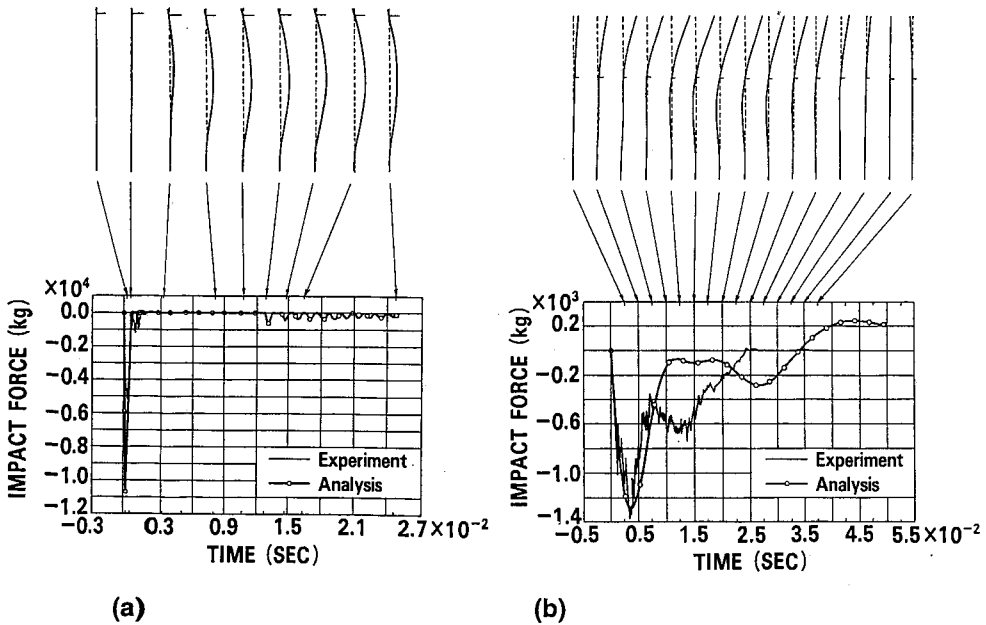 ×10⁴
0.0
-0.2
-0.4
-0.6
-0.8
-1.0
-1.2
IMPACT FORCE (kg)
Experiment
Analysis
-0.3 0.3 0.9 1.5 2.1 2.7×10⁻²
TIME (SEC)
(a)
×10³
0.2
-0.2
-0.6
-1.0
-1.4
IMPACT FORCE (kg)
Experiment
Analysis
-0.5 0.5 1.5 2.5 3.5 4.5 5.5×10⁻²
TIME (SEC)
(b)